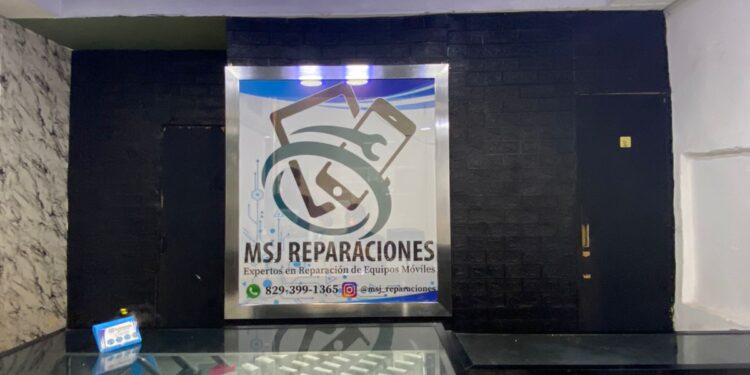 MSJ REPARACIONES
Expertos en Reparación de Equipos Móviles
829-399-1365 @msj_reparaciones